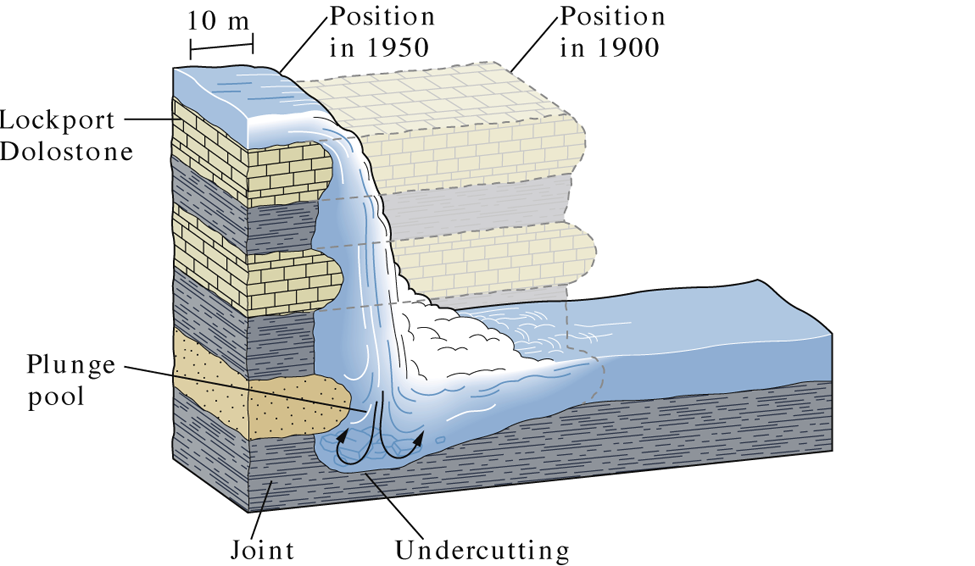 10 m
Position
in 1950
Position
in 1900
Lockport
Dolostone
Plunge
pool
Joint
Undercutting